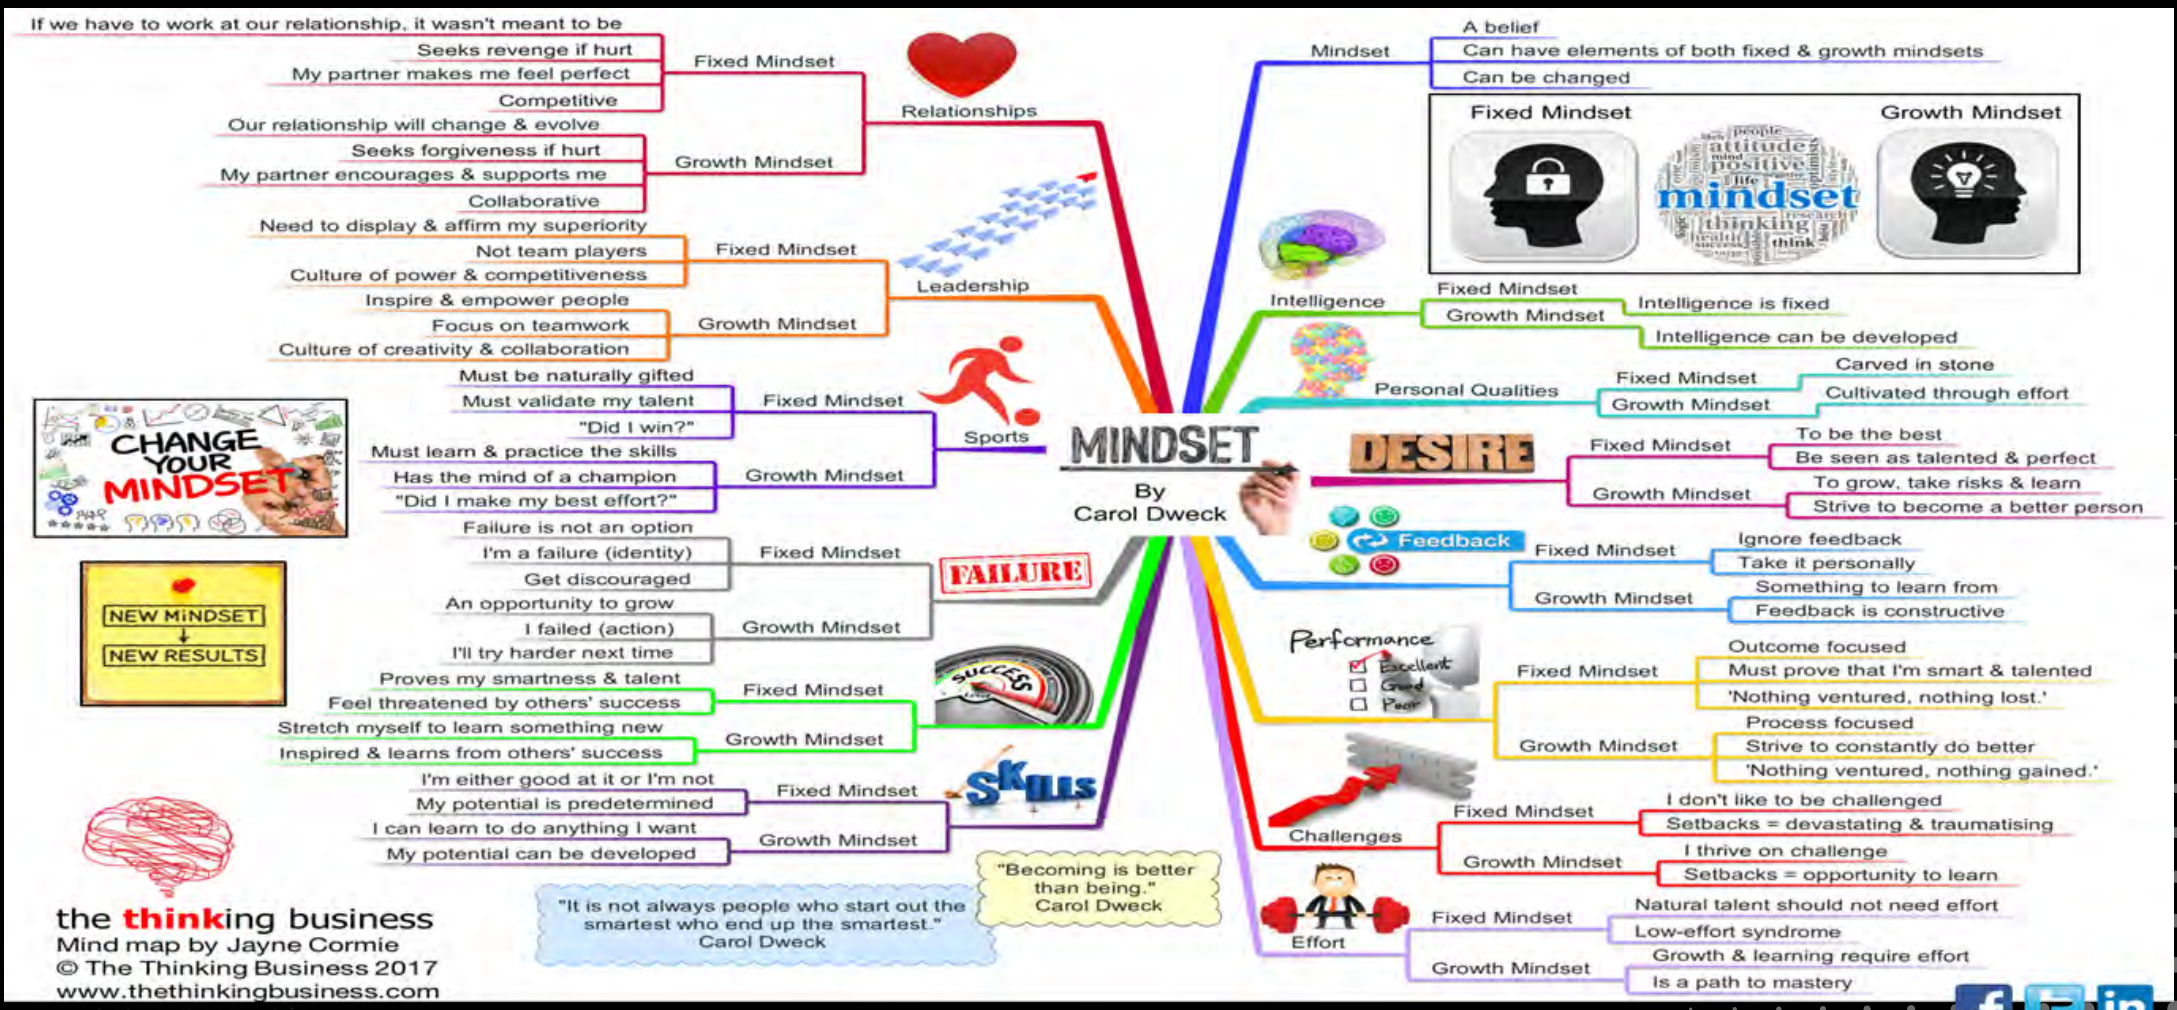 If we have to work at our relationship, it wasn't meant to be
Seeks revenge if hurt
My partner makes me feel perfect
Competitive
Fixed Mindset
Our relationship will change & evolve
Seeks forgiveness if hurt
My partner encourages & supports me
Collaborative
Growth Mindset
Relationships
Need to display & affirm my superiority
Not team players
Culture of power & competitiveness
Fixed Mindset
Inspire & empower people
Focus on teamwork
Culture of creativity & collaboration
Growth Mindset
Leadership
Must be naturally gifted
Must validate my talent
"Did I win?"
Fixed Mindset
Must learn & practice the skills
Has the mind of a champion
"Did I make my best effort?"
Growth Mindset
Sports
Failure is not an option
I'm a failure (identity)
Get discouraged
Fixed Mindset
An opportunity to grow
I failed (action)
I'll try harder next time
Growth Mindset
FAILURE
Proves my smartness & talent
Feel threatened by others' success
Fixed Mindset
Stretch myself to learn something new
Inspired & learns from others' success
Growth Mindset
SUCCESS
I'm either good at it or I'm not
My potential is predetermined
Fixed Mindset
I can learn to do anything I want
My potential can be developed
Growth Mindset
SKILLS
CHANGE
YOUR
MINDSET
NEW MiNDSET
NEW RESULTS
the thinking business
Mind map by Jayne Cormie
© The Thinking Business 2017
www.thethinkingbusiness.com
"It is not always people who start out the
smartest who end up the smartest."
Carol Dweck
"Becoming is better
than being."
Carol Dweck
MINDSET
By
Carol Dweck
Mindset
A belief
Can have elements of both fixed & growth mindsets
Can be changed
Fixed Mindset
Growth Mindset
people
attitude
mind
positive
life
optimists
mindset
research
thinking
health
success
think
Intelligence
Fixed Mindset
Intelligence is fixed
Growth Mindset
Intelligence can be developed
Personal Qualities
Fixed Mindset
Carved in stone
Growth Mindset
Cultivated through effort
DESIRE
Fixed Mindset
To be the best
Be seen as talented & perfect
Growth Mindset
To grow, take risks & learn
Strive to become a better person
Feedback
Fixed Mindset
Ignore feedback
Take it personally
Growth Mindset
Something to learn from
Feedback is constructive
Performance
Excellent
Good
Poor
Fixed Mindset
Outcome focused
Must prove that I'm smart & talented
'Nothing ventured, nothing lost.'
Growth Mindset
Process focused
Strive to constantly do better
'Nothing ventured, nothing gained.'
Challenges
Fixed Mindset
I don't like to be challenged
Setbacks = devastating & traumatising
Growth Mindset
I thrive on challenge
Setbacks = opportunity to learn
Effort
Fixed Mindset
Natural talent should not need effort
Low-effort syndrome
Growth Mindset
Growth & learning require effort
Is a path to mastery
f
in